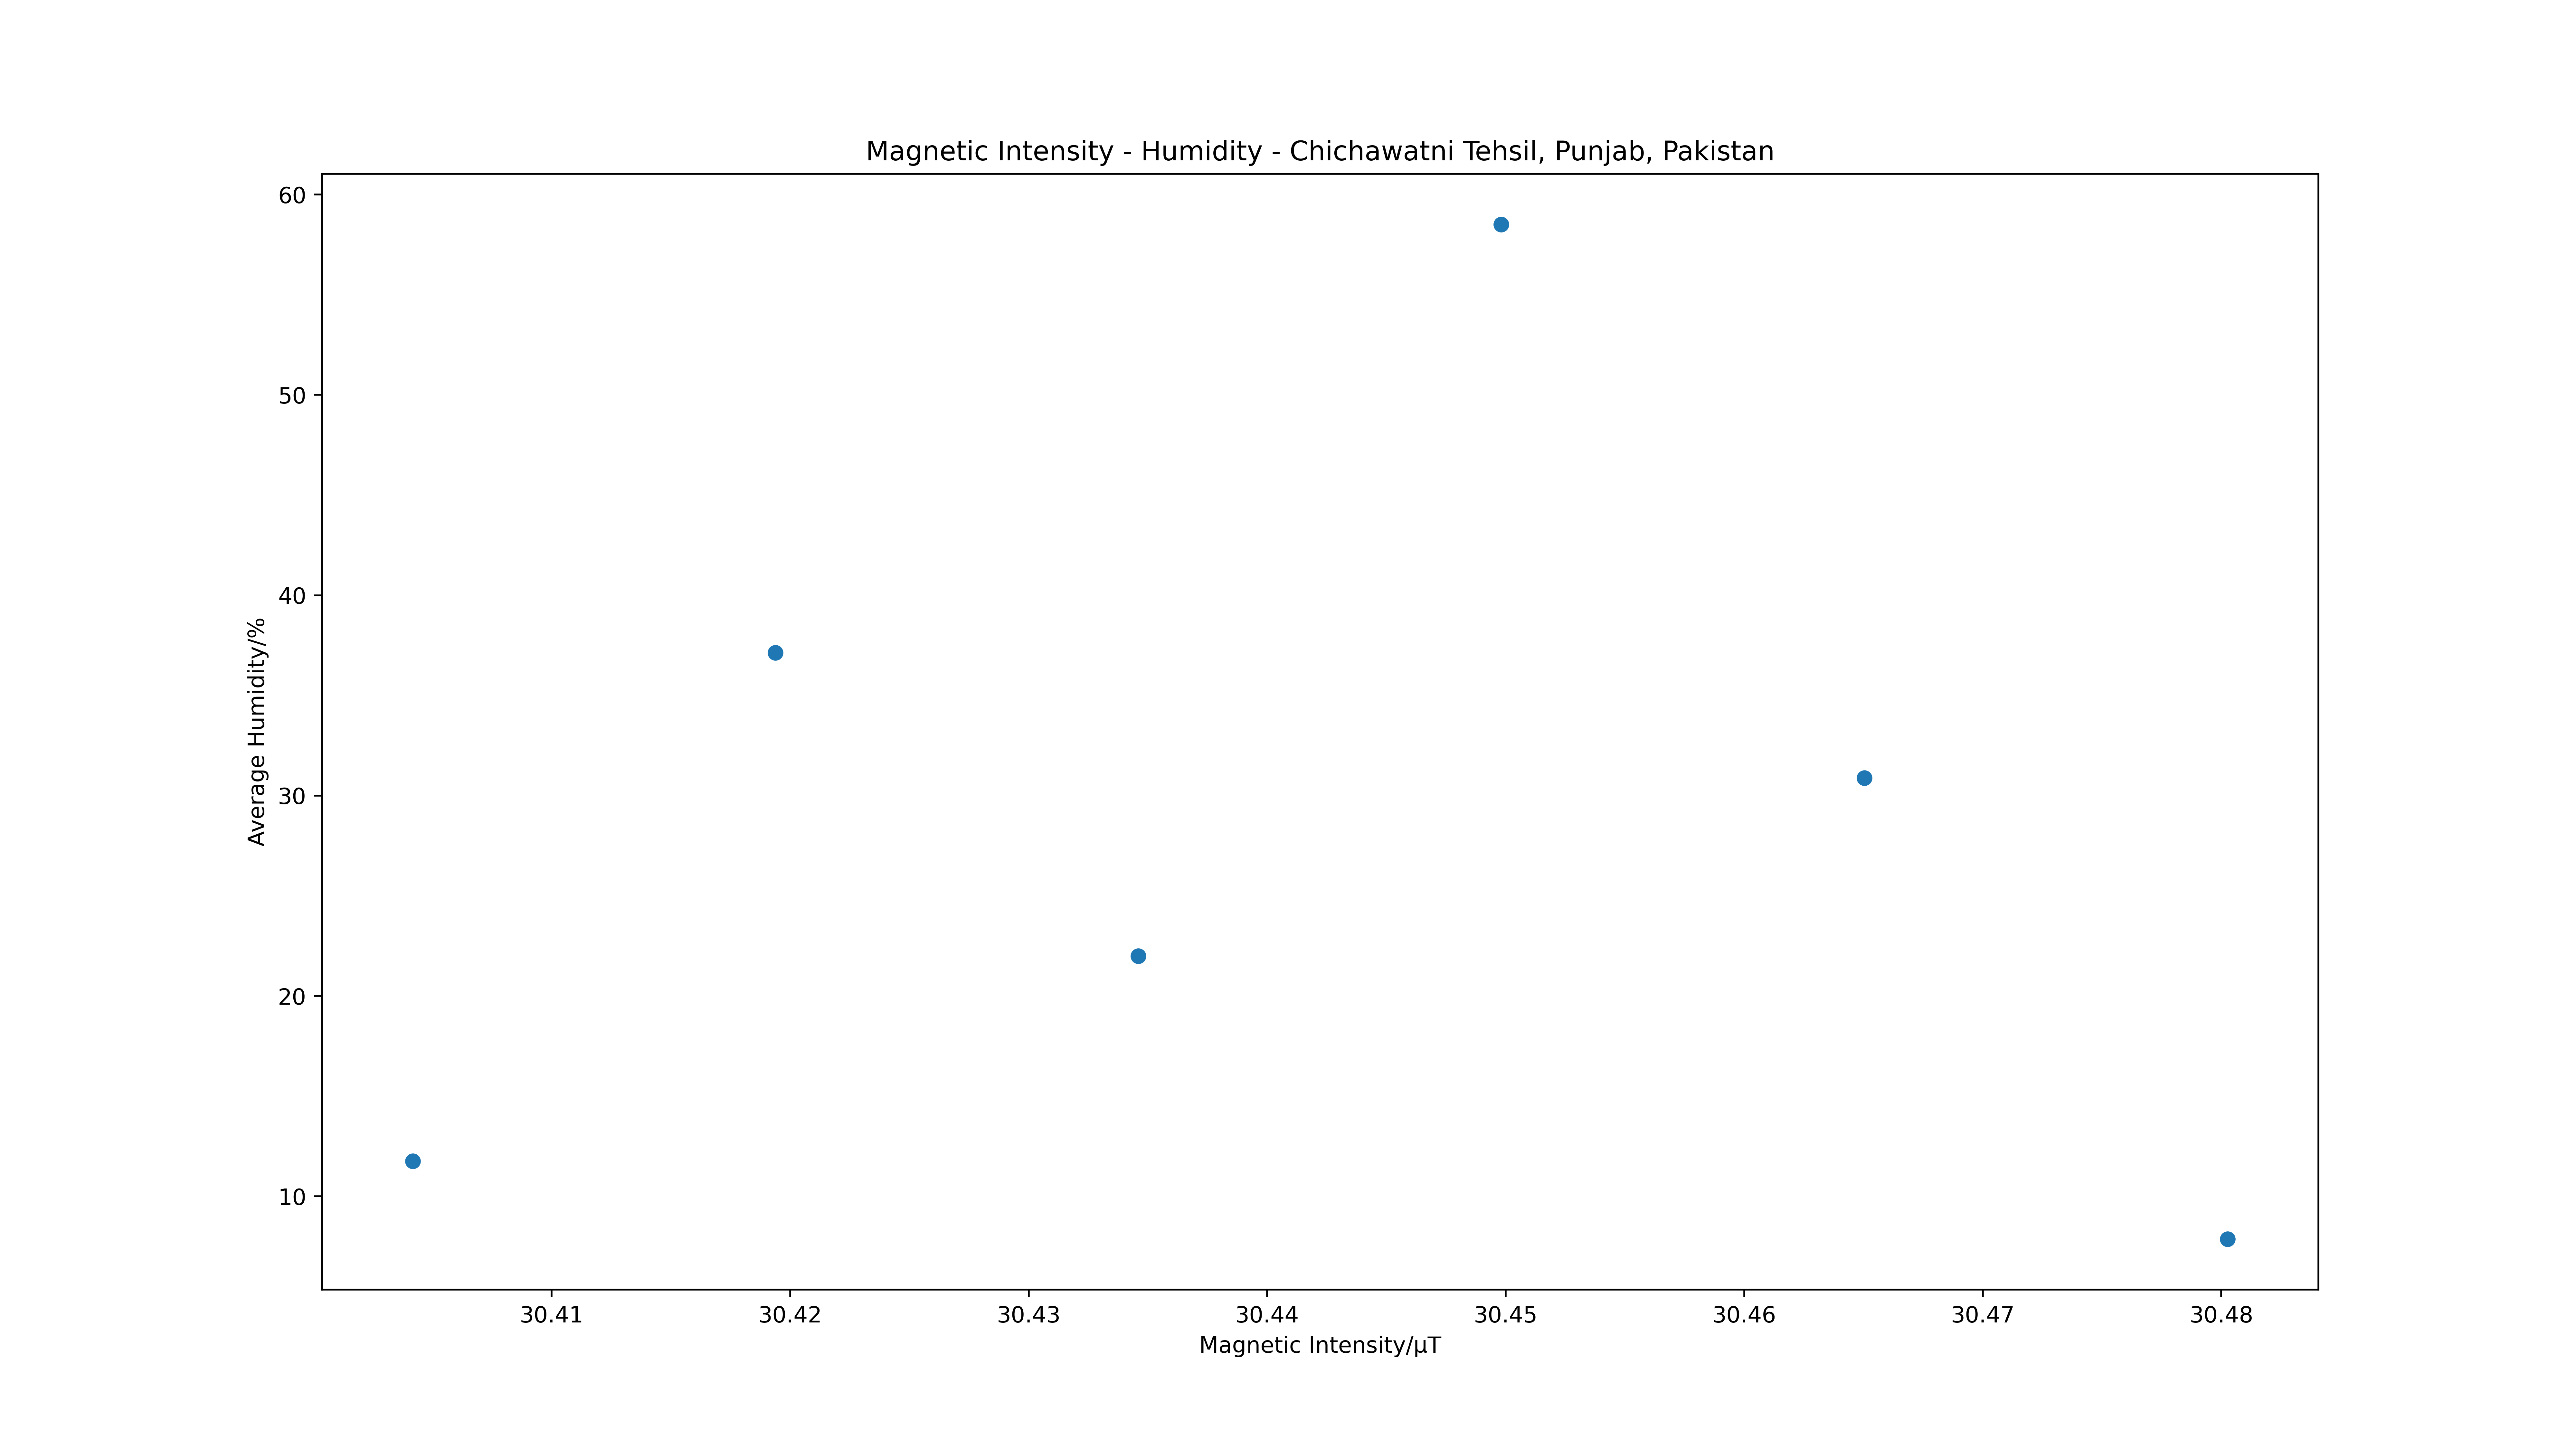 Magnetic Intensity - Humidity - Chichawatni Tehsil, Punjab, Pakistan
60
50
40
30
20
10
Average Humidity/%
30.41 30.42 30.43 30.44 30.45 30.46 30.47 30.48
Magnetic Intensity/μT